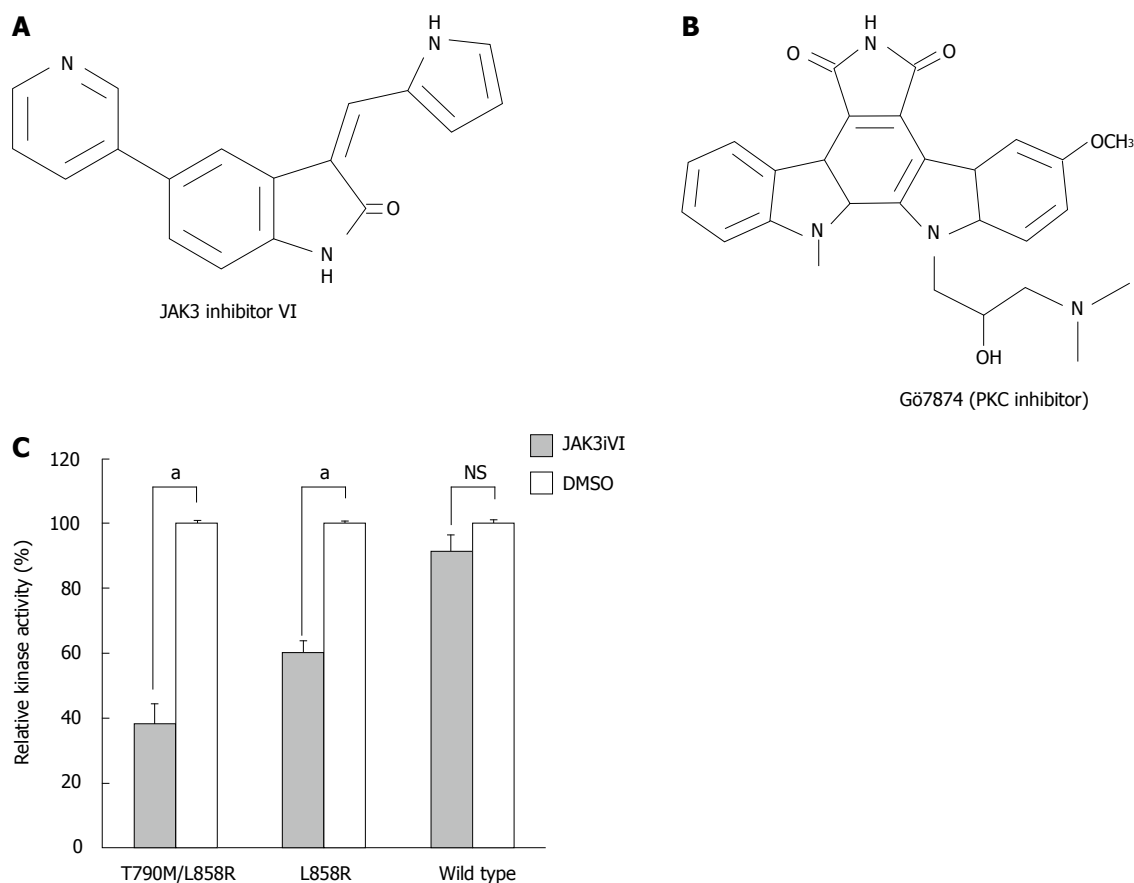 A
N
H
N
O
N
H
JAK3 inhibitor VI
B
H
N
O
O
OCH3
N
N
N
OH
Gö7874 (PKC inhibitor)
C
JAK3iVI
DMSO
Relative kinase activity (%)
120
100
80
60
40
20
0
a
a
NS
T790M/L858R
L858R
Wild type